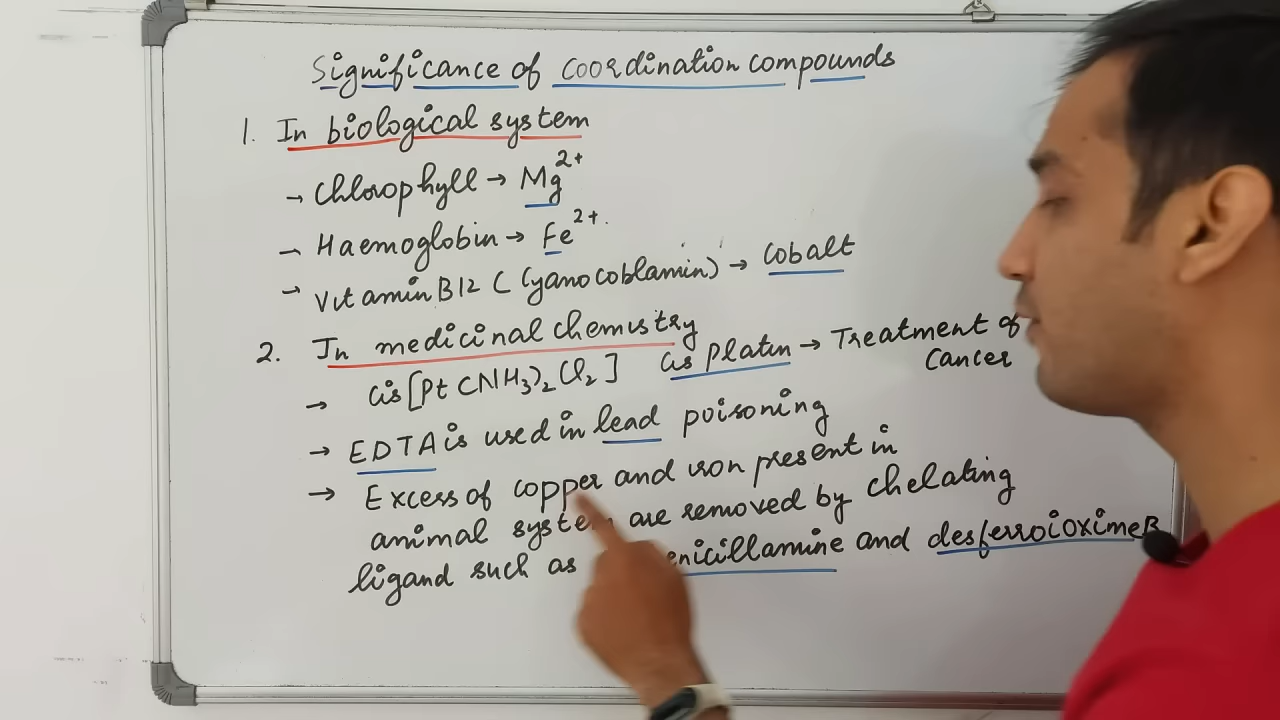 Significance of coordination compounds
1. In biological system
→ Chlorophyll → Mg²⁺
→ Haemoglobin → Fe²⁺.
→ Vitamin B12 (Cyanocoblamin) → Cobalt
2. In medicinal chemistry
→ cis [Pt (NH₃)₂ Cl₂] cis platin → Treatment of
Cancer
→ EDTA is used in lead poisoning
→ Excess of copper and iron present in
animal system are removed by chelating
ligand such as enicillamine and desferroioximeB